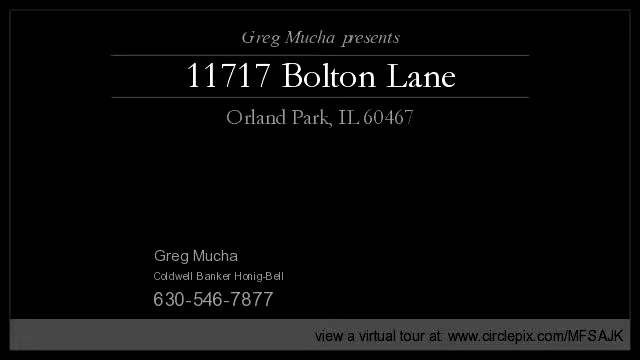 Greg Mucha presents
11717 Bolton Lane
Orland Park, IL 60467
Greg Mucha
Coldwell Banker Honig-Bell
630-546-7877
view a virtual tour at www.circlepix.com/MFSAJK